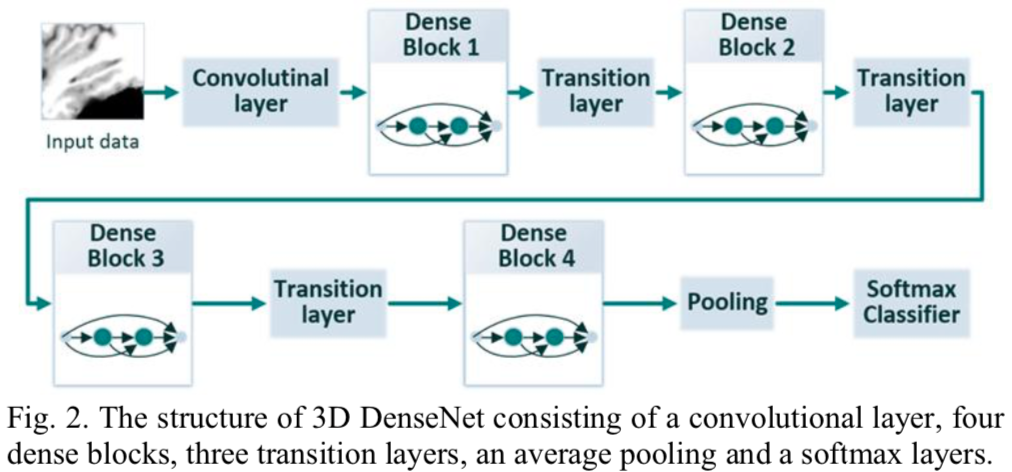 Input data
Convolutinal
layer
Dense
Block 1
Transition
layer
Dense
Block 2
Transition
layer
Dense
Block 3
Transition
layer
Dense
Block 4
Pooling
Softmax
Classifier
Fig. 2. The structure of 3D DenseNet consisting of a convolutional layer, four
dense blocks, three transition layers, an average pooling and a softmax layers.